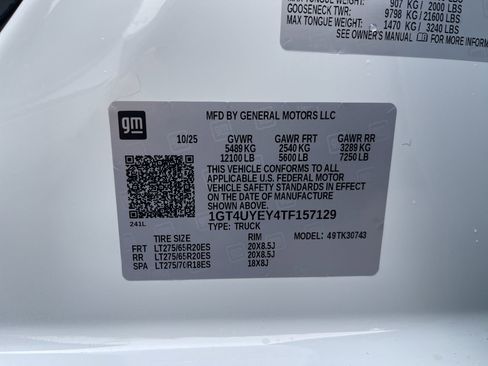 MAX TONGUE WEIGHT 907 KG / 2000 LBS
GOOSENECK TWR: 9798 KG / 21600 LBS
MAX TONGUE WEIGHT: 1470 KG / 3240 LBS
SEE OWNER'S MANUAL FOR MORE INFORM
gm
MFD BY GENERAL MOTORS LLC
10/25 GVWR GAWR FRT GAWR RR
5489 KG 2540 KG 3289 KG
12100 LB 5600 LB 7250 LB
THIS VEHICLE CONFORMS TO ALL
APPLICABLE U.S. FEDERAL MOTOR
VEHICLE SAFETY STANDARDS IN EFFECT
ON THE DATE OF MANUFACTURE
SHOWN ABOVE
1GT4UYEY4TF157129
241L
TYPE: TRUCK
TIRE SIZE RIM MODEL: 49TK30743
FRT LT275/65R20ES 20X8.5J
RR LT275/65R20ES 20X8.5J
SPA LT275/70R18ES 18X8J